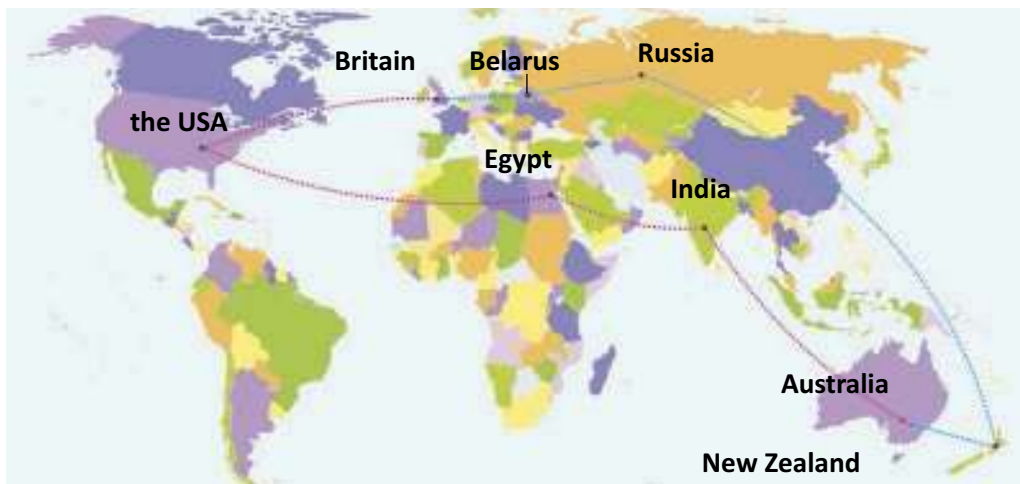 Britain
Belarus
Russia
the USA
Egypt
India
Australia
New Zealand